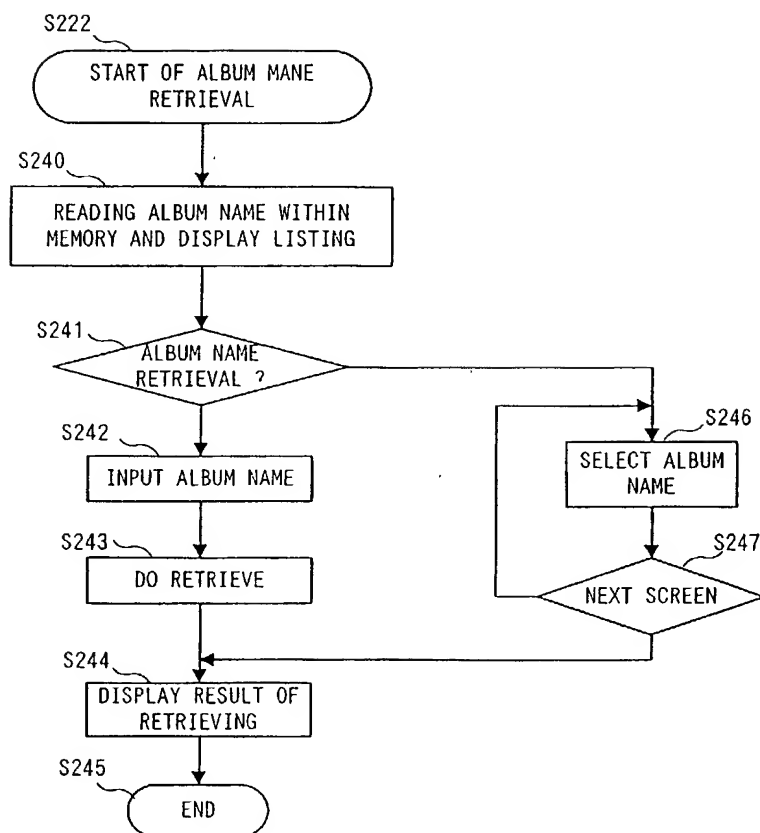 S222
START OF ALBUM MANE
RETRIEVAL
S240
READING ALBUM NAME WITHIN
MEMORY AND DISPLAY LISTING
S241
ALBUM NAME
RETRIEVAL ?
S242
INPUT ALBUM NAME
S243
DO RETRIEVE
S244
DISPLAY RESULT OF
RETRIEVING
S245
END
S246
SELECT ALBUM
NAME
S247
NEXT SCREEN